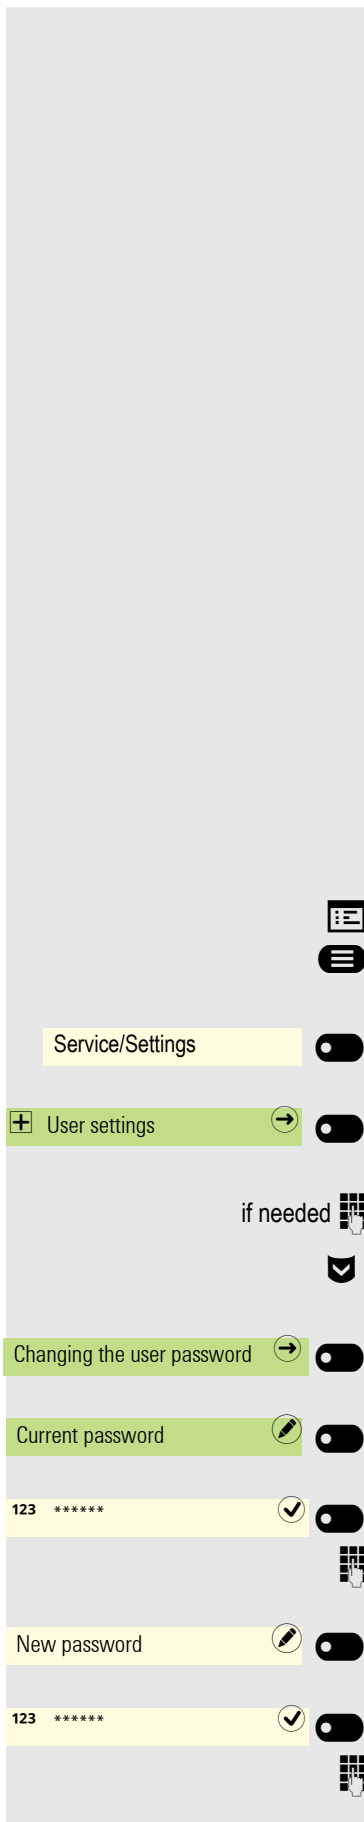 Service/Settings
User settings
if needed
Changing the user password
Current password
123 ******
New password
123 ******